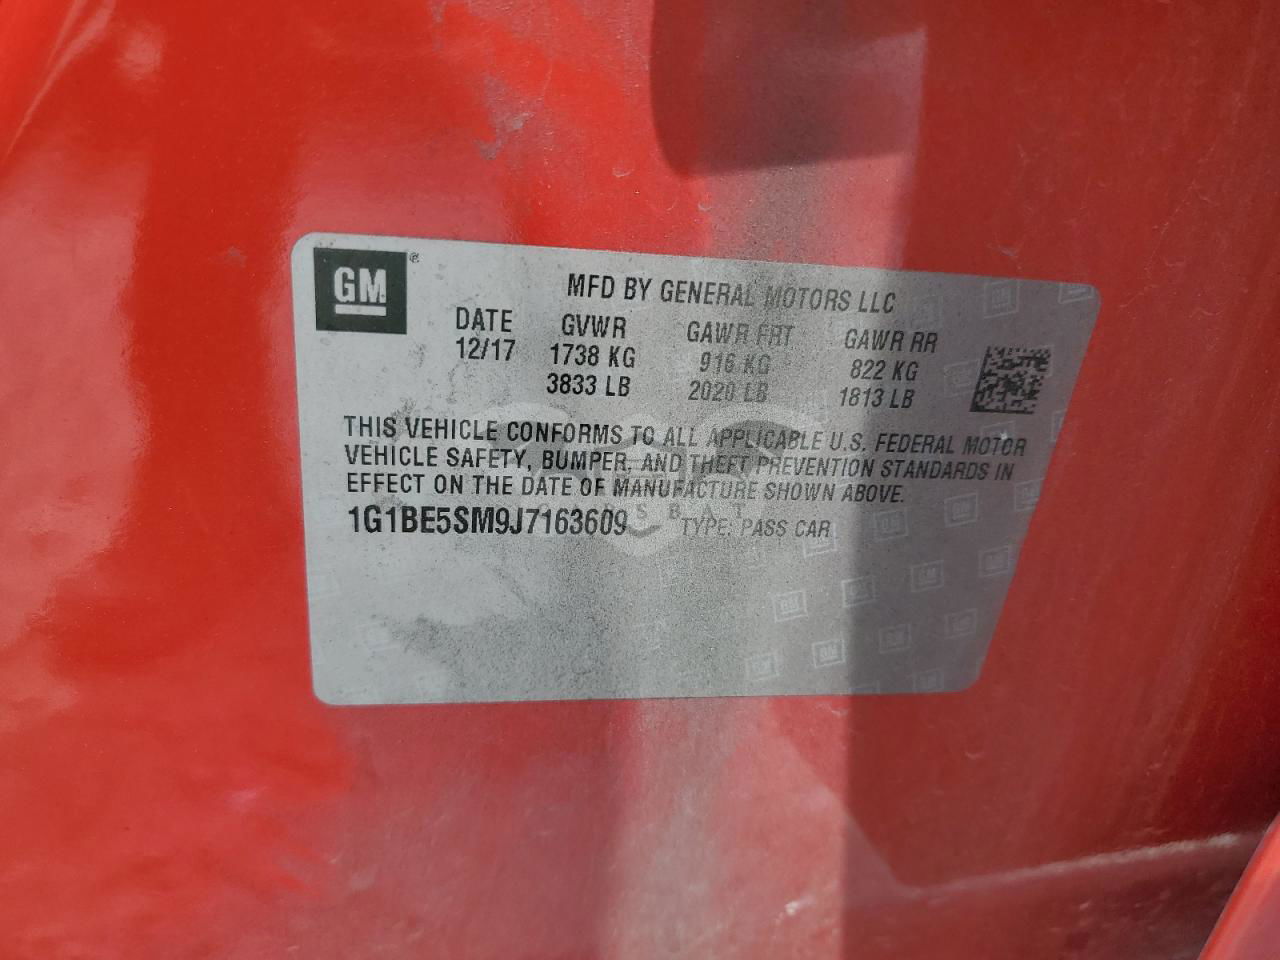 GM®
MFD BY GENERAL MOTORS LLC
DATE GVWR GAWR FRT GAWR RR
12/17 1738 KG 916 KG 822 KG
3833 LB 2020 LB 1813 LB
THIS VEHICLE CONFORMS TO ALL APPLICABLE U.S. FEDERAL MOTOR
VEHICLE SAFETY, BUMPER, AND THEFT PREVENTION STANDARDS IN
EFFECT ON THE DATE OF MANUFACTURE SHOWN ABOVE.
1G1BE5SM9J7163609 TYPE: PASS CAR